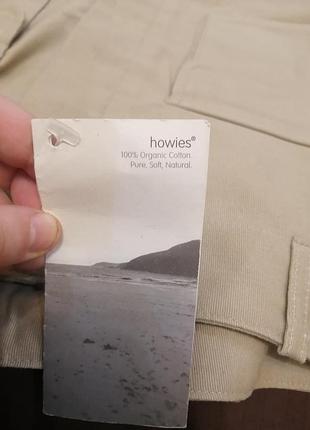 howies®
100% Organic Cotton.
Pure, Soft, Natural.